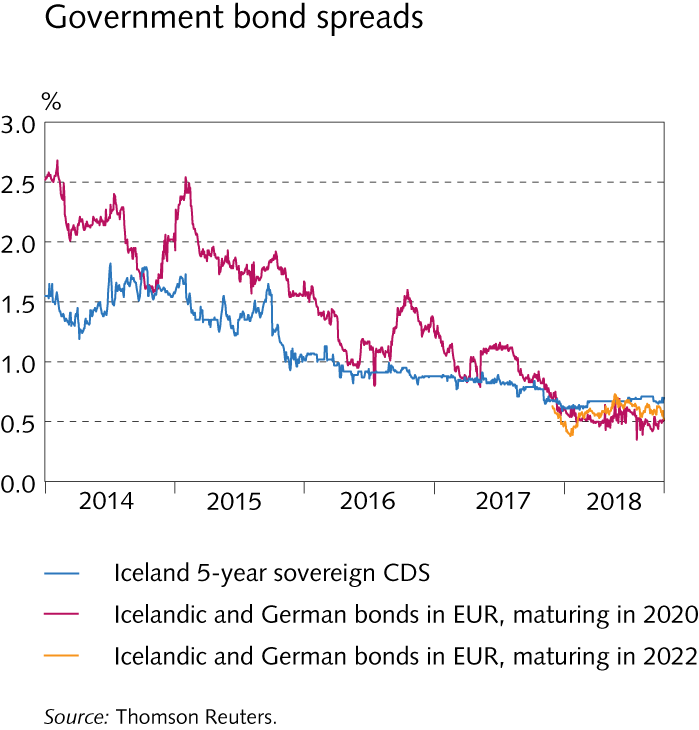 Government bond spreads
%
3.0
2.5
2.0
1.5
1.0
0.5
0.0
2014 2015 2016 2017 2018
Iceland 5-year sovereign CDS
Icelandic and German bonds in EUR, maturing in 2020
Icelandic and German bonds in EUR, maturing in 2022
Source: Thomson Reuters.